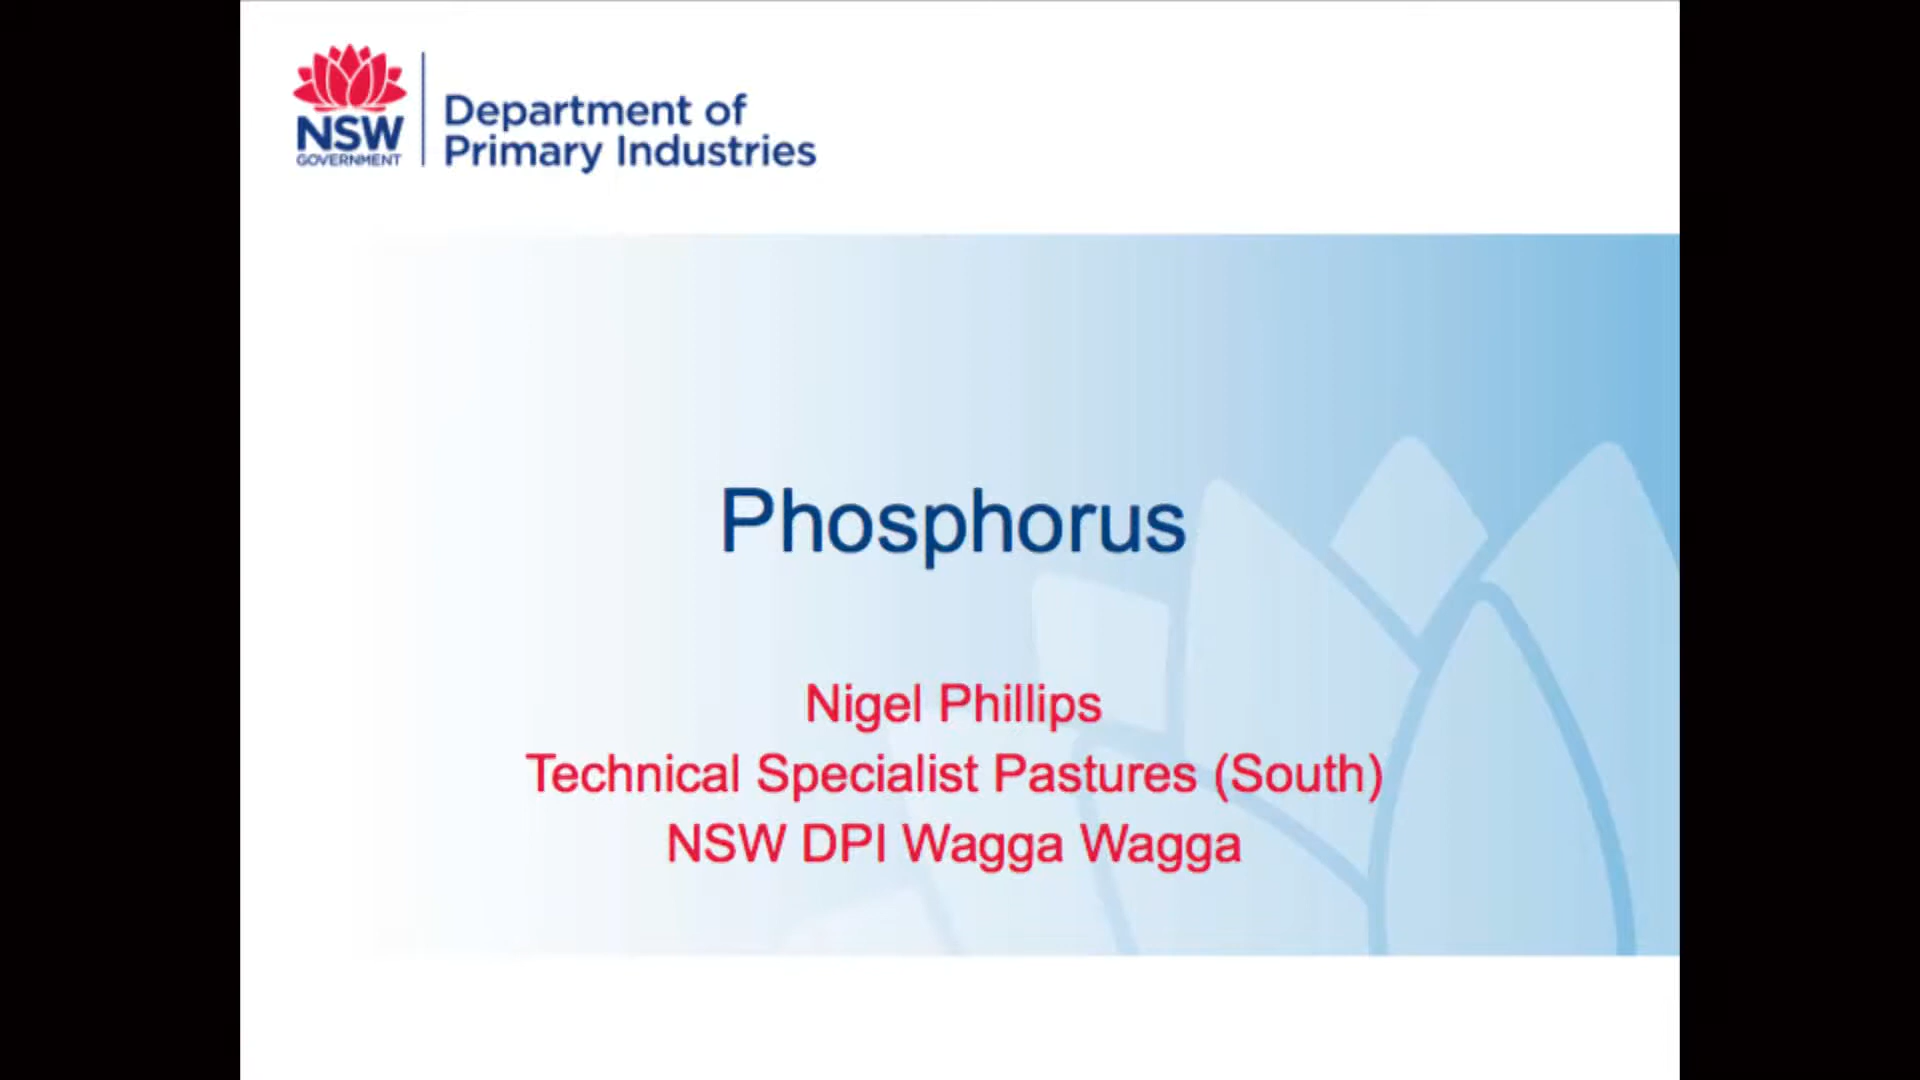 NSW
GOVERNMENT
Department of
Primary Industries
Phosphorus
Nigel Phillips
Technical Specialist Pastures (South)
NSW DPI Wagga Wagga